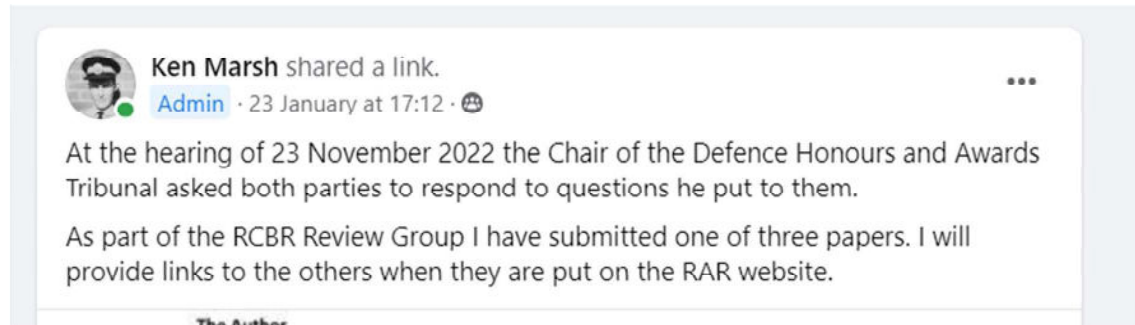 Ken Marsh shared a link.
Admin · 23 January at 17:12 ·
At the hearing of 23 November 2022 the Chair of the Defence Honours and Awards
Tribunal asked both parties to respond to questions he put to them.
As part of the RCBR Review Group I have submitted one of three papers. I will
provide links to the others when they are put on the RAR website.
The Author